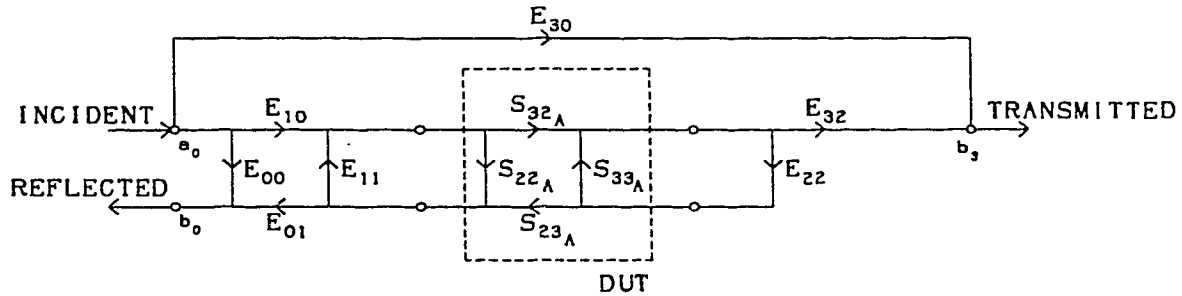 E30
INCIDENT
E10
S32A
E32
TRANSMITTED
a0
b3
E00
E11
S22A
S33A
E22
REFLECTED
b0
E01
S23A
DUT